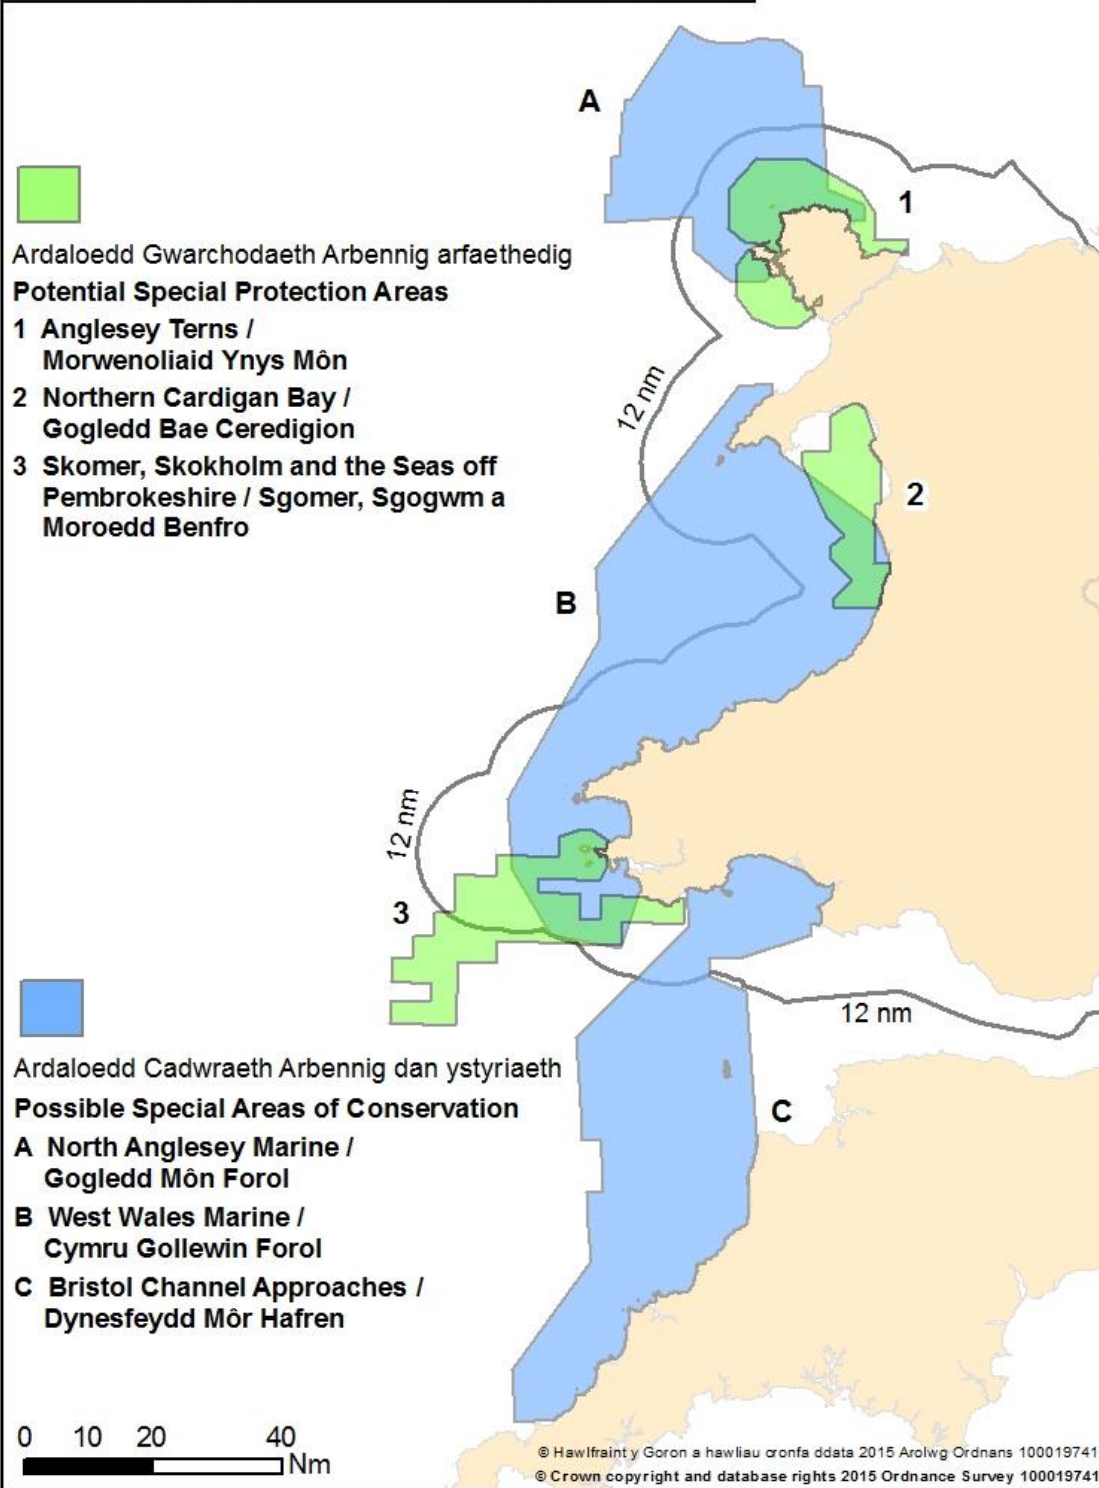 A
1
Ardaloedd Gwarchodaeth Arbennig arfaethedig
Potential Special Protection Areas
1 Anglesey Terns /
Morwenoliaid Ynys Môn
2 Northern Cardigan Bay /
Gogledd Bae Ceredigion
3 Skomer, Skokholm and the Seas off
Pembrokeshire / Sgomer, Sgogwm a
Moroedd Benfro
12 nm
2
B
12 nm
3
12 nm
Ardaloedd Cadwraeth Arbennig dan ystyriaeth
Possible Special Areas of Conservation
A North Anglesey Marine /
Gogledd Môn Forol
B West Wales Marine /
Cymru Gollewin Forol
C Bristol Channel Approaches /
Dynesfeydd Môr Hafren
C
0 10 20 40
Nm
© Hawlfraint y Goron a hawliau cronfa ddata 2015 Arolwg Ordnans 100019741
© Crown copyright and database rights 2015 Ordnance Survey 100019741